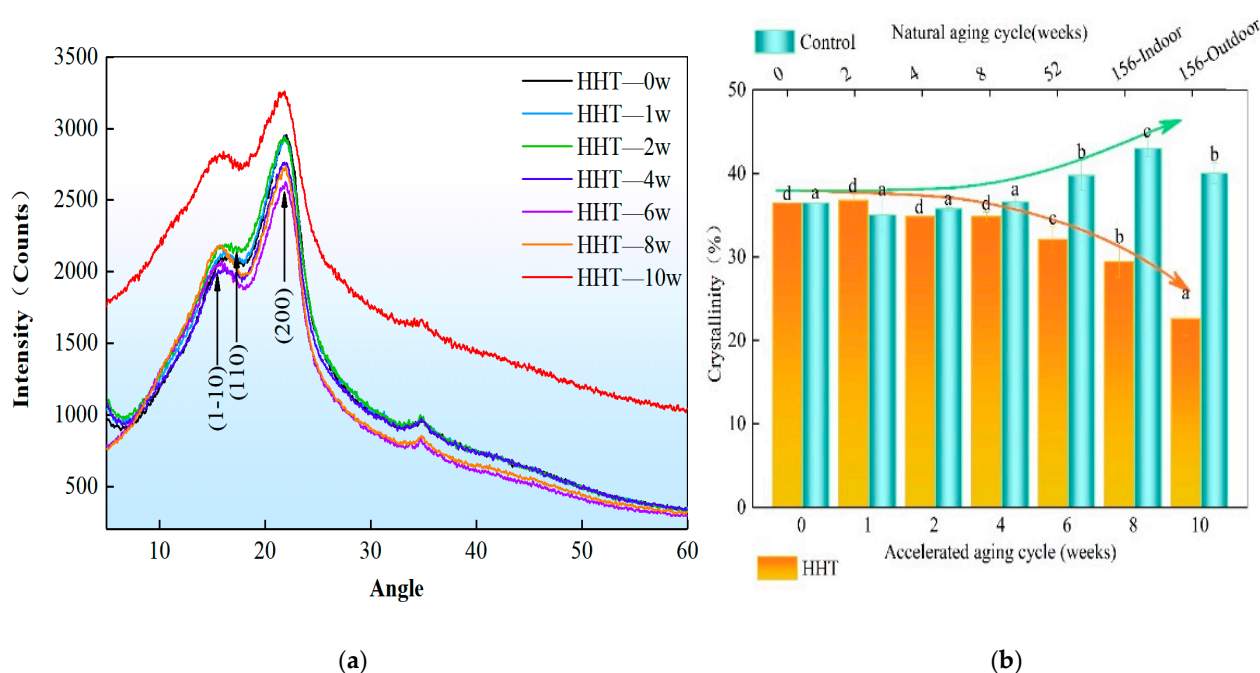 3500
3000
2500
2000
1500
1000
500
10
20
30
40
50
60
Intensity（Counts）
Angle
HHT—0w
HHT—1w
HHT—2w
HHT—4w
HHT—6w
HHT—8w
HHT—10w
(1-10)
(110)
(200)
(a)
Control
Natural aging cycle(weeks)
0
2
4
8
52
156-Indoor
156-Outdoor
50
40
30
20
10
0
Crystallinity（%）
d a
d a
a
d a
c b
b c
a b
0 1 2 4 6 8 10
Accelerated aging cycle (weeks)
HHT
(b)